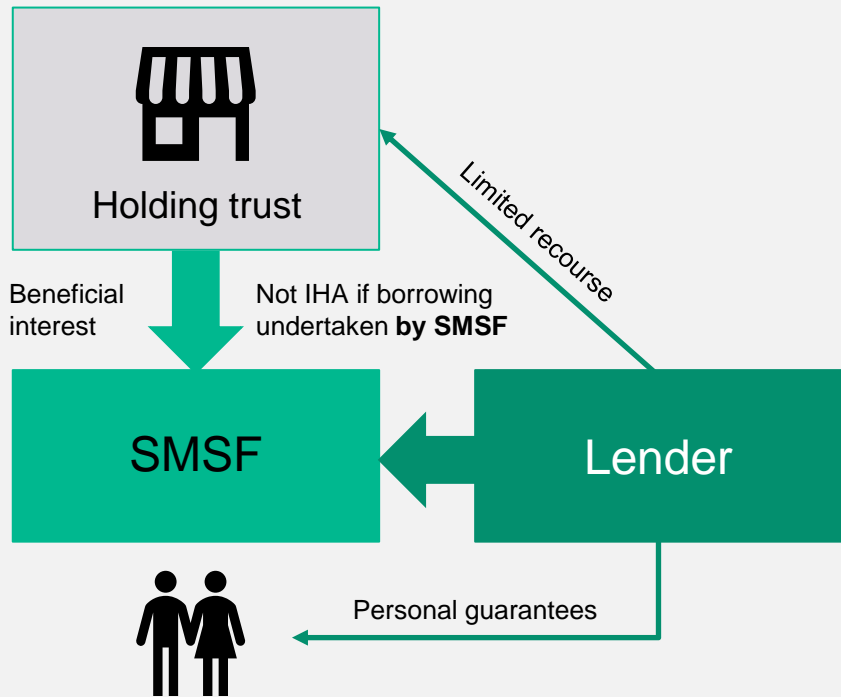 Holding trust
Limited recourse
Beneficial
interest
Not IHA if borrowing
undertaken by SMSF
SMSF
Lender
Personal guarantees